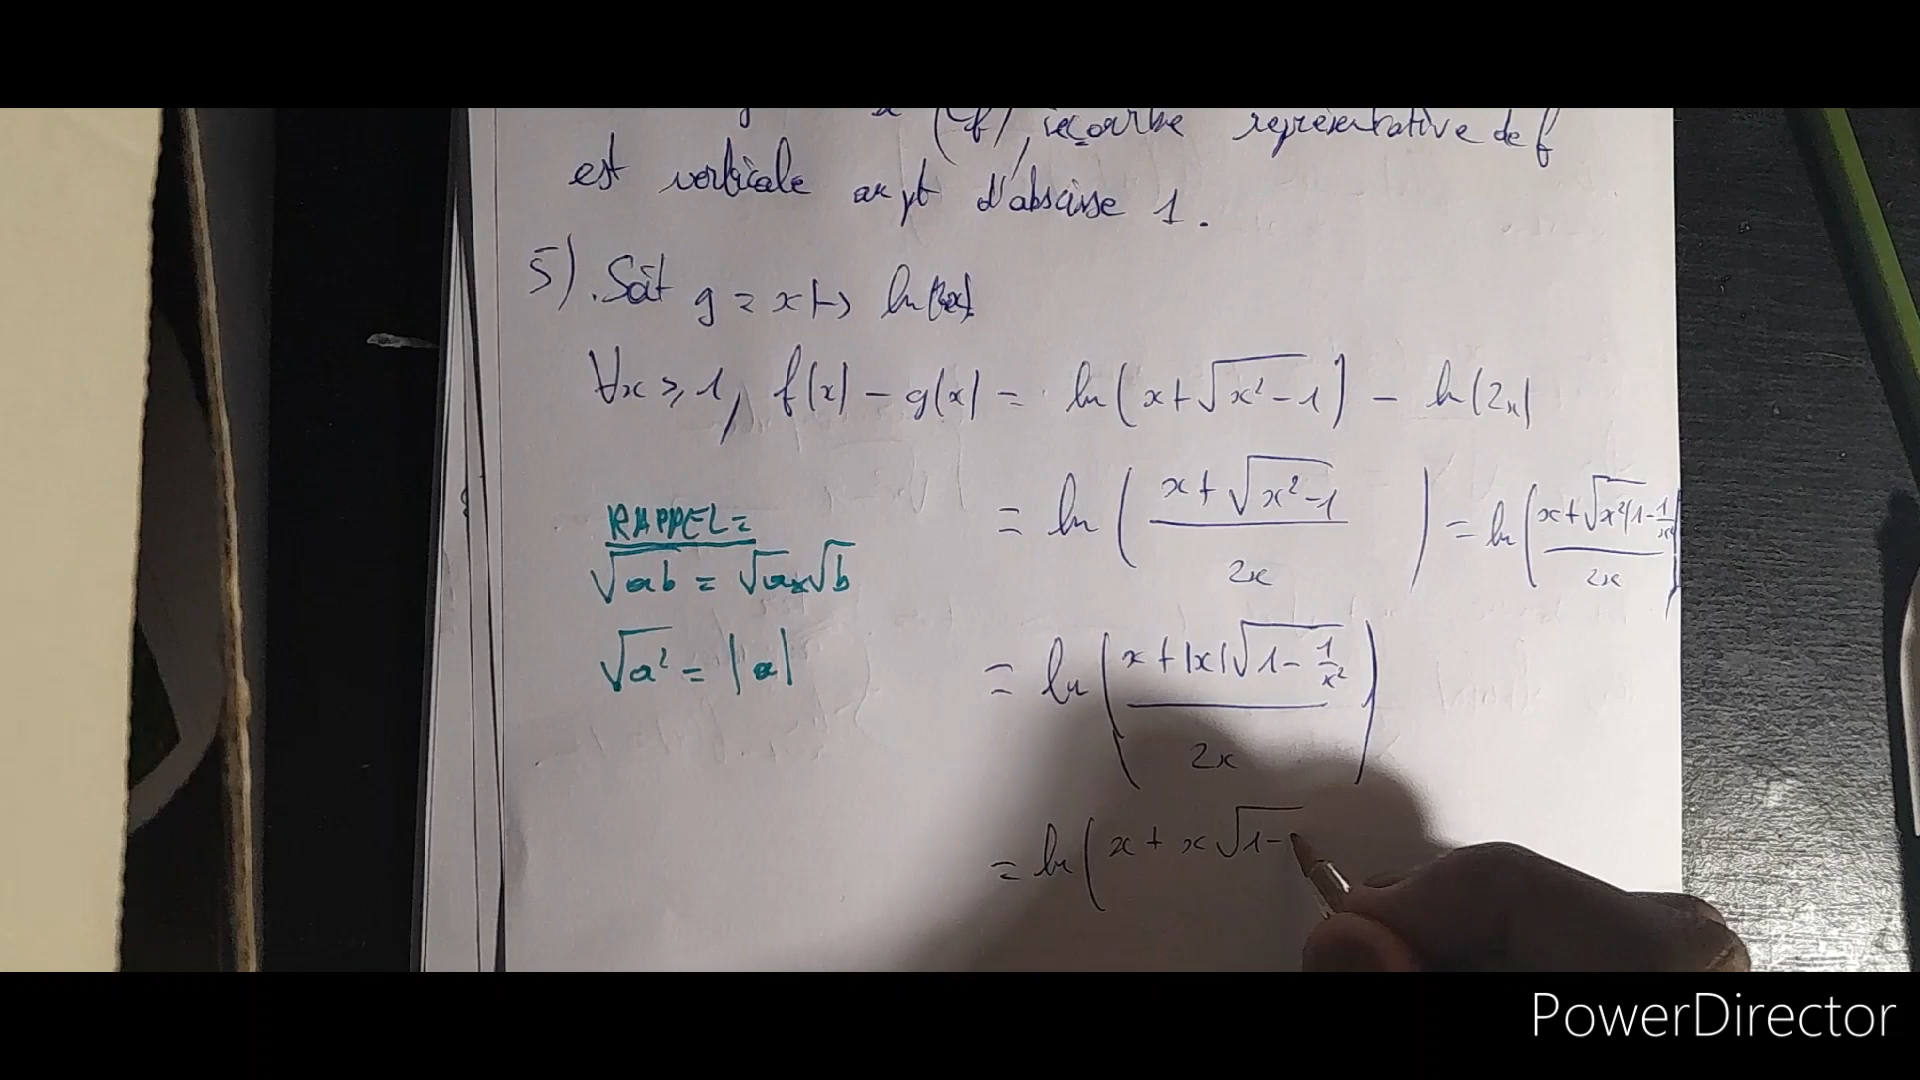 (Cf), courbe représentative de f
est verticale au pt d'abscisse 1.
5). Soit g = x ↦ ln(2x)
∀x ≥ 1, f(x) - g(x) = ln(x + √(x² - 1)) - ln(2x)
= ln((x + √(x² - 1)) / 2x) = ln((x + √(x²(1 - 1/x²))) / 2x)
RAPPEL =
√ab = √a × √b
√a² = |a|
= ln((x + |x|√(1 - 1/x²)) / 2x)
= ln(x + x√1 -
PowerDirector